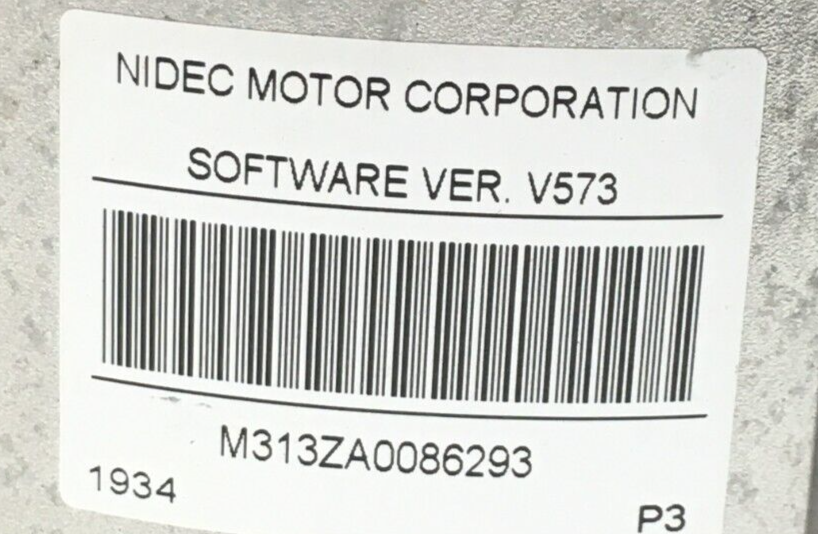 NIDEC MOTOR CORPORATION
SOFTWARE VER. V573
M313ZA0086293
1934
P3